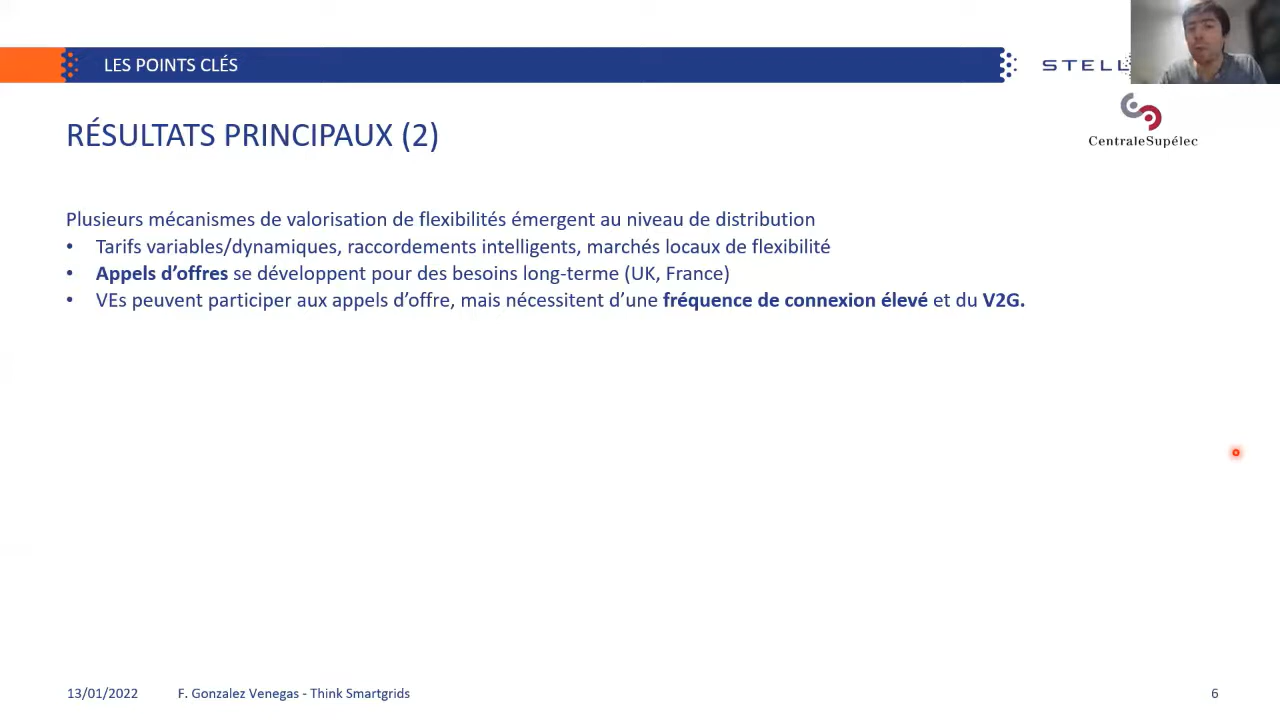 LES POINTS CLÉS
STELL
CentraleSupélec
RÉSULTATS PRINCIPAUX (2)
Plusieurs mécanismes de valorisation de flexibilités émergent au niveau de distribution
• Tarifs variables/dynamiques, raccordements intelligents, marchés locaux de flexibilité
• Appels d’offres se développent pour des besoins long-terme (UK, France)
• VEs peuvent participer aux appels d’offre, mais nécessitent d’une fréquence de connexion élevé et du V2G.
13/01/2022 F. Gonzalez Venegas - Think Smartgrids 6